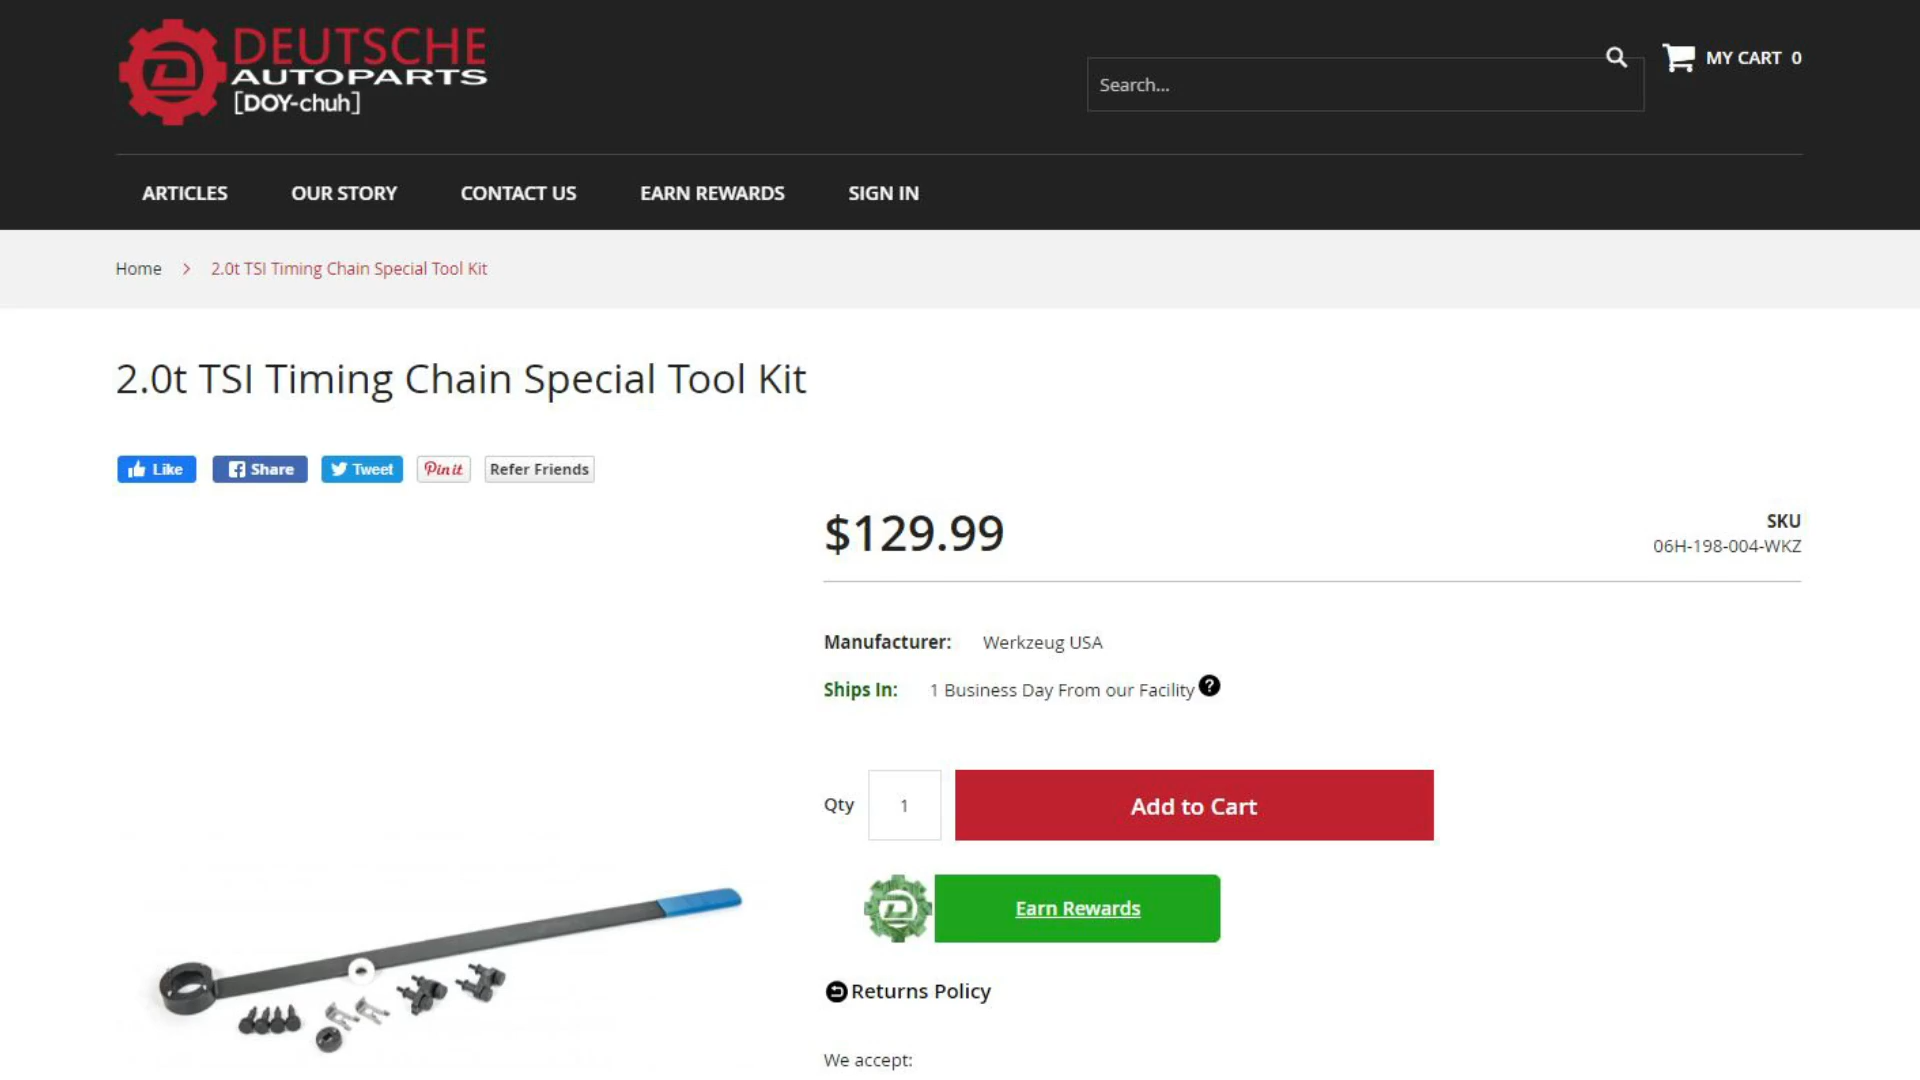 DEUTSCHE
AUTOPARTS
[DOY-chuh]
Search...
MY CART 0
ARTICLES OUR STORY CONTACT US EARN REWARDS SIGN IN
Home > 2.0t TSI Timing Chain Special Tool Kit
2.0t TSI Timing Chain Special Tool Kit
Like Share Tweet Pin it Refer Friends
$129.99
SKU
06H-198-004-WKZ
Manufacturer: Werkzeug USA
Ships In: 1 Business Day From our Facility ?
Qty 1 Add to Cart
Earn Rewards
Returns Policy
We accept: